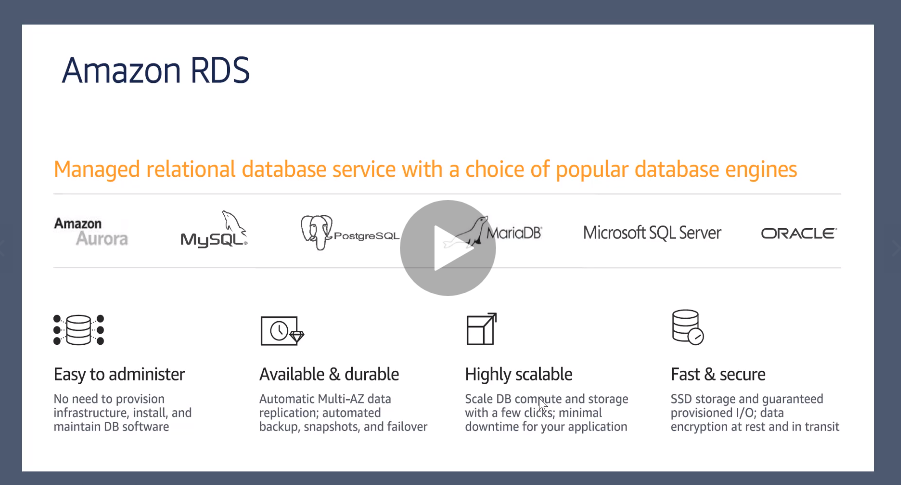 Amazon RDS
Managed relational database service with a choice of popular database engines
Amazon Aurora
MySQL
PostgreSQL
MariaDB
Microsoft SQL Server
ORACLE
Easy to administer
No need to provision
infrastructure, install, and
maintain DB software
Available & durable
Automatic Multi-AZ data
replication; automated
backup, snapshots, and failover
Highly scalable
Scale DB compute and storage
with a few clicks; minimal
downtime for your application
Fast & secure
SSD storage and guaranteed
provisioned I/O; data
encryption at rest and in transit